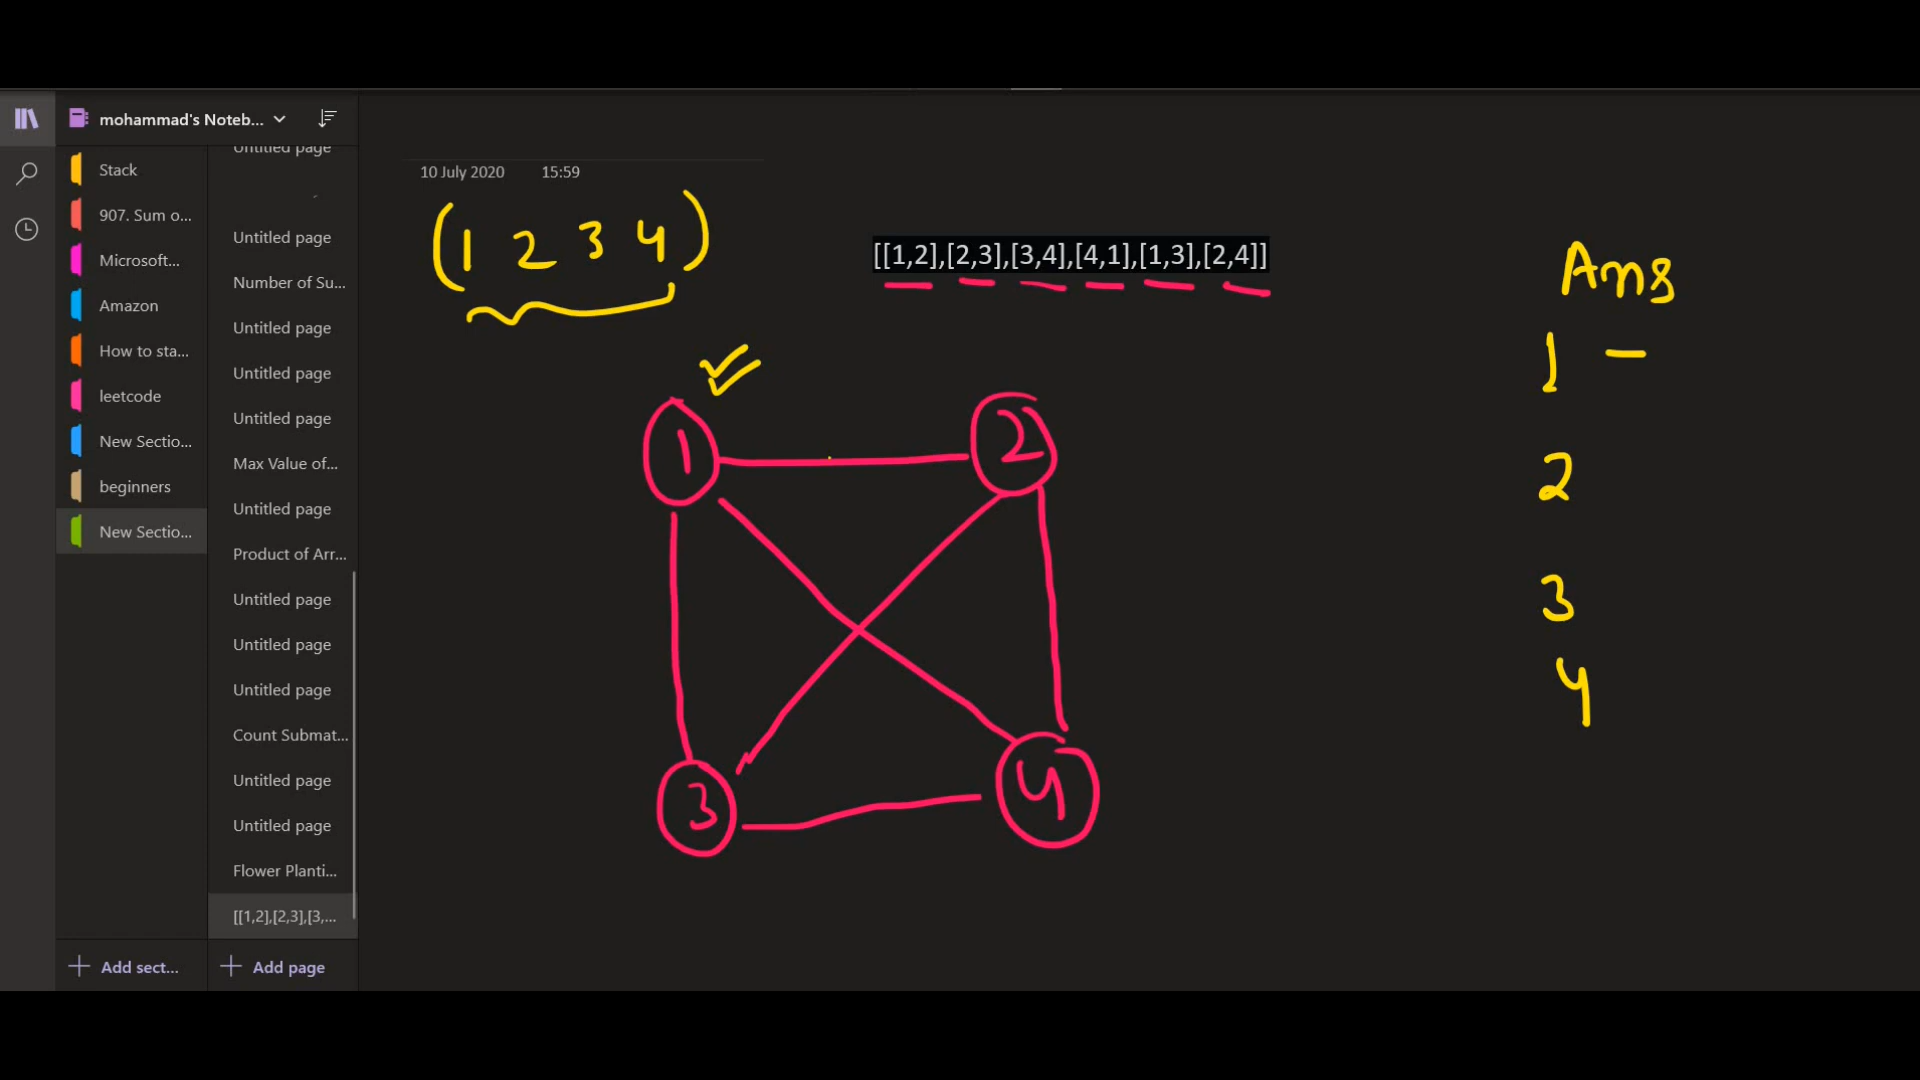 mohammad's Noteb...
Stack
907. Sum o...
Microsoft...
Amazon
How to sta...
leetcode
New Sectio...
beginners
New Sectio...
Add sect...
Untitled page
Untitled page
Number of Su...
Untitled page
Untitled page
Untitled page
Max Value of...
Untitled page
Product of Arr...
Untitled page
Untitled page
Untitled page
Count Submat...
Untitled page
Untitled page
Flower Planti...
[[1,2],[2,3],[3,...
Add page
10 July 2020 15:59
(1 2 3 4)
[[1,2],[2,3],[3,4],[4,1],[1,3],[2,4]]
1 2
3 4
Ans
1 -
2
3
4